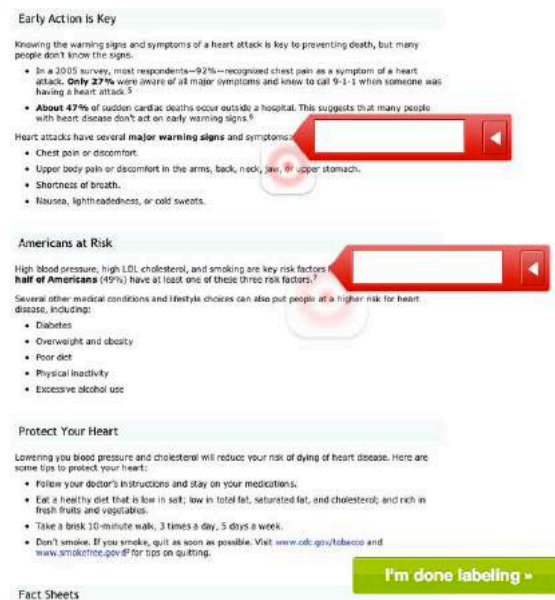 Early Action is Key
Knowing the warning signs and symptoms of a heart attack is key to preventing death, but many
people don't know the signs.
• In a 2005 survey, most respondents—92%—recognized chest pain as a symptom of a heart
attack. Only 27% were aware of all major symptoms and knew to call 9-1-1 when someone was
having a heart attack.5
• About 47% of sudden cardiac deaths occur outside a hospital. This suggests that many people
with heart disease don't act on early warning signs.6
Heart attacks have several major warning signs and symptoms:
• Chest pain or discomfort.
• Upper body pain or discomfort in the arms, back, neck, jaw, or upper stomach.
• Shortness of breath.
• Nausea, lightheadedness, or cold sweats.
Americans at Risk
High blood pressure, high LDL cholesterol, and smoking are key risk factors
half of Americans (49%) have at least one of these three risk factors.7
Several other medical conditions and lifestyle choices can also put people at a higher risk for heart
disease, including:
• Diabetes
• Overweight and obesity
• Poor diet
• Physical inactivity
• Excessive alcohol use
Protect Your Heart
Lowering you blood pressure and cholesterol will reduce your risk of dying of heart disease. Here are
some tips to protect your heart:
• Follow your doctor's instructions and stay on your medications.
• Eat a healthy diet that is low in salt; low in total fat, saturated fat, and cholesterol; and rich in
fresh fruits and vegetables.
• Take a brisk 10-minute walk, 3 times a day, 5 days a week.
• Don't smoke. If you smoke, quit as soon as possible. Visit www.cdc.gov/tobacco and
www.smokefree.gov for tips on quitting.
I'm done labeling »
Fact Sheets